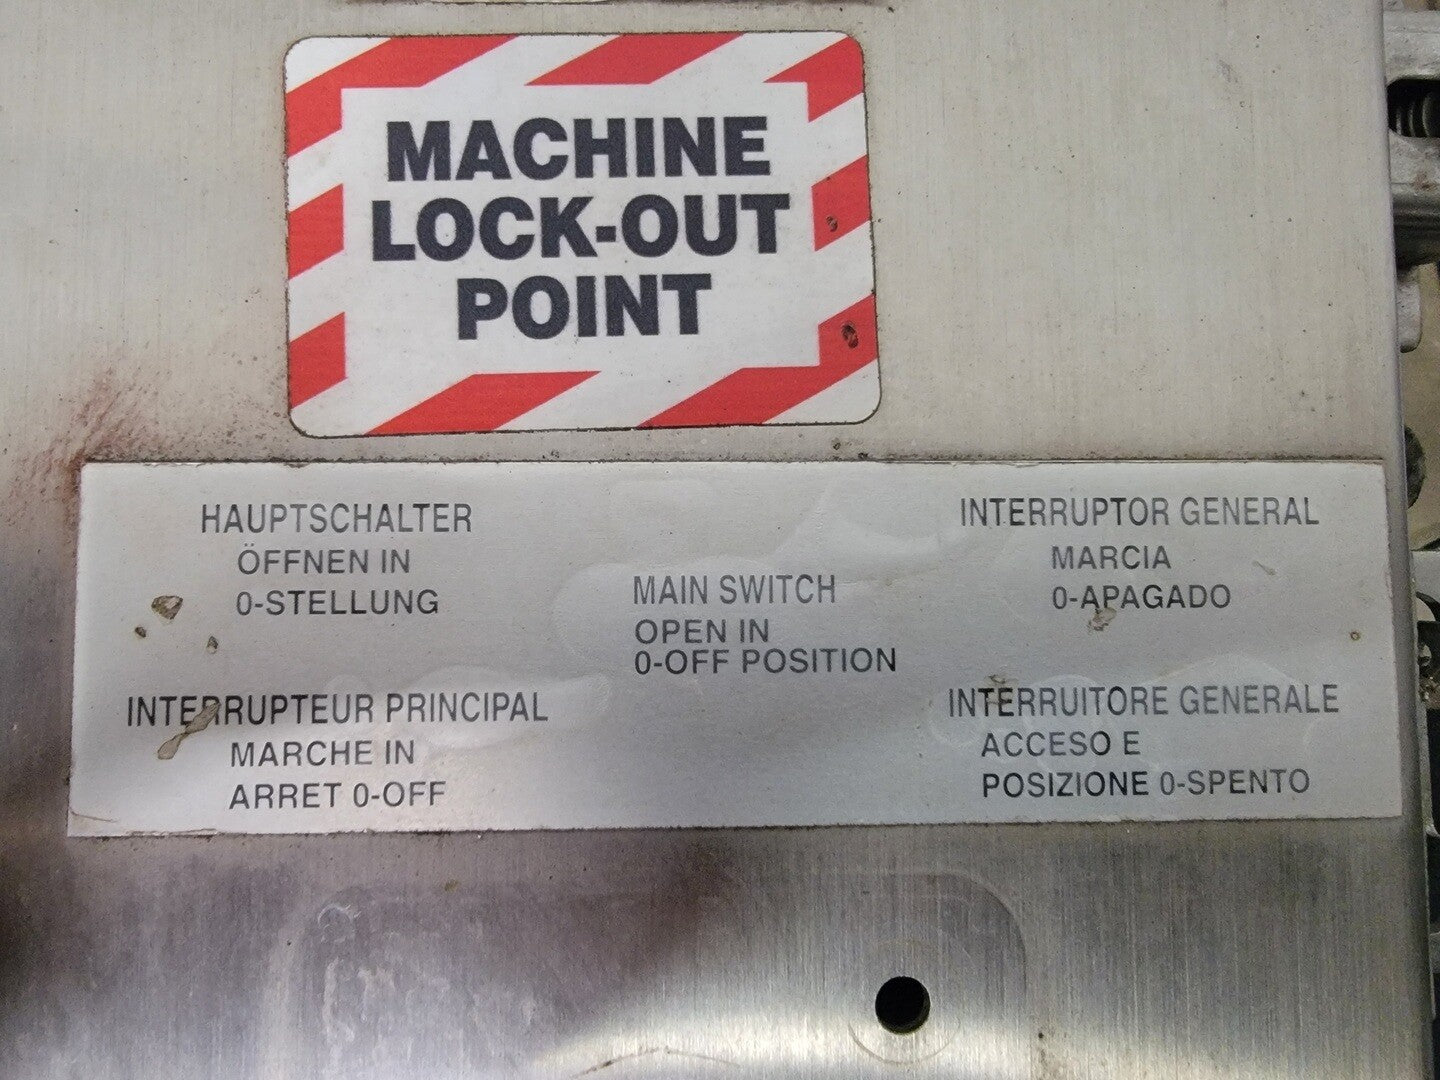 MACHINE
LOCK-OUT
POINT
HAUPTSCHALTER
ÖFFNEN IN
0-STELLUNG
INTERRUPTEUR PRINCIPAL
MARCHE IN
ARRET 0-OFF
MAIN SWITCH
OPEN IN
0-OFF POSITION
INTERRUPTOR GENERAL
MARCIA
0-APAGADO
INTERRUITORE GENERALE
ACCESO E
POSIZIONE 0-SPENTO